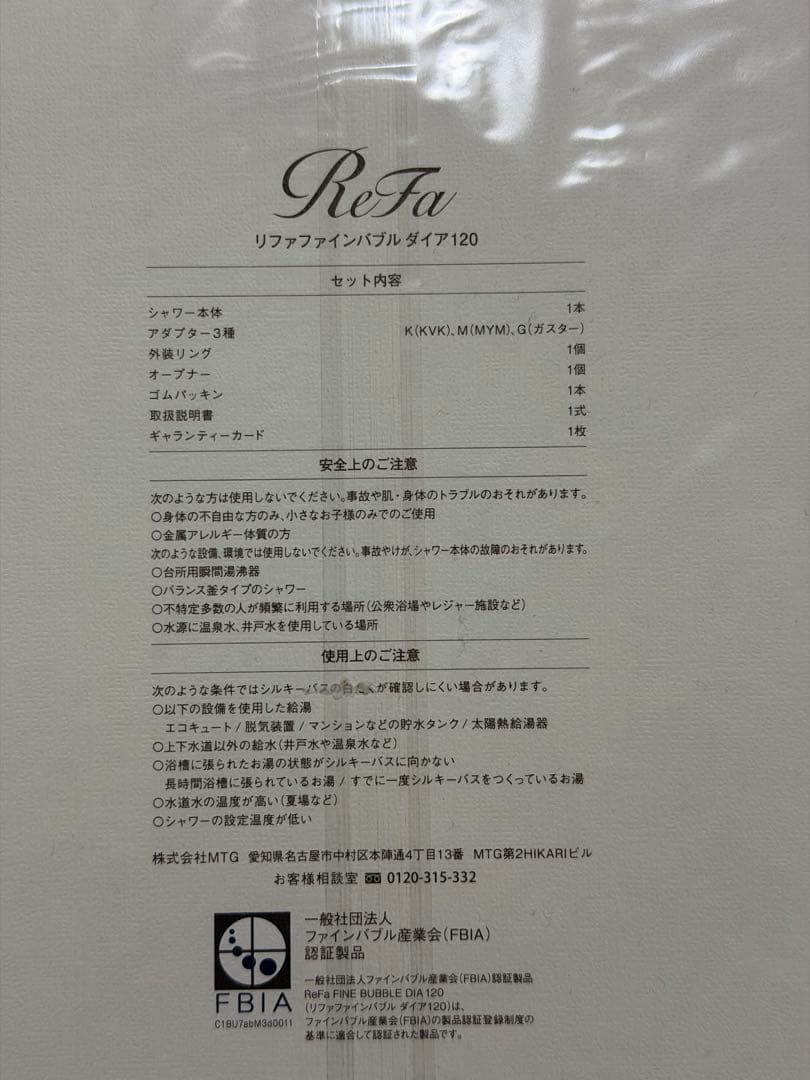 ReFa
リファファインバブル ダイア120
セット内容
シャワー本体 1本
アダプター3種 K(KVK)、M(MYM)、G(ガスター)
外装リング 1個
オープナー 1個
ゴムパッキン 1本
取扱説明書 1式
ギャランティーカード 1枚
安全上のご注意
次のような方は使用しないでください。事故や肌・身体のトラブルのおそれがあります。
○身体の不自由な方のみ、小さなお子様のみでのご使用
○金属アレルギー体質の方
次のような設備、環境では使用しないでください。事故やけが、シャワー本体の故障のおそれがあります。
○台所用瞬間湯沸器
○バランス釜タイプのシャワー
○不特定多数の人が頻繁に利用する場所(公衆浴場やレジャー施設など)
○水源に温泉水、井戸水を使用している場所
使用上のご注意
次のような条件ではシルキーバスの白が確認しにくい場合があります。
○以下の設備を使用した給湯
エコキュート / 脱気装置 / マンションなどの貯水タンク / 太陽熱給湯器
○上下水道以外の給水(井戸水や温泉水など)
○浴槽に張られたお湯の状態がシルキーバスに向かない
長時間浴槽に張られているお湯 / すでに一度シルキーバスをつくっているお湯
○水道水の温度が高い(夏場など)
○シャワーの設定温度が低い
株式会社MTG 愛知県名古屋市中村区本陣通4丁目13番 MTG第2HIKARIビル
お客様相談室 0120-315-332
一般社団法人
ファインバブル産業会(FBIA)
認証製品
FBIA
C1BU7abM3d0011
一般社団法人ファインバブル産業会(FBIA)認証製品
ReFa FINE BUBBLE DIA 120
(リファファインバブル ダイア120)は、
ファインバブル産業会(FBIA)の製品認証登録制度の
基準に適合して認証された製品です。